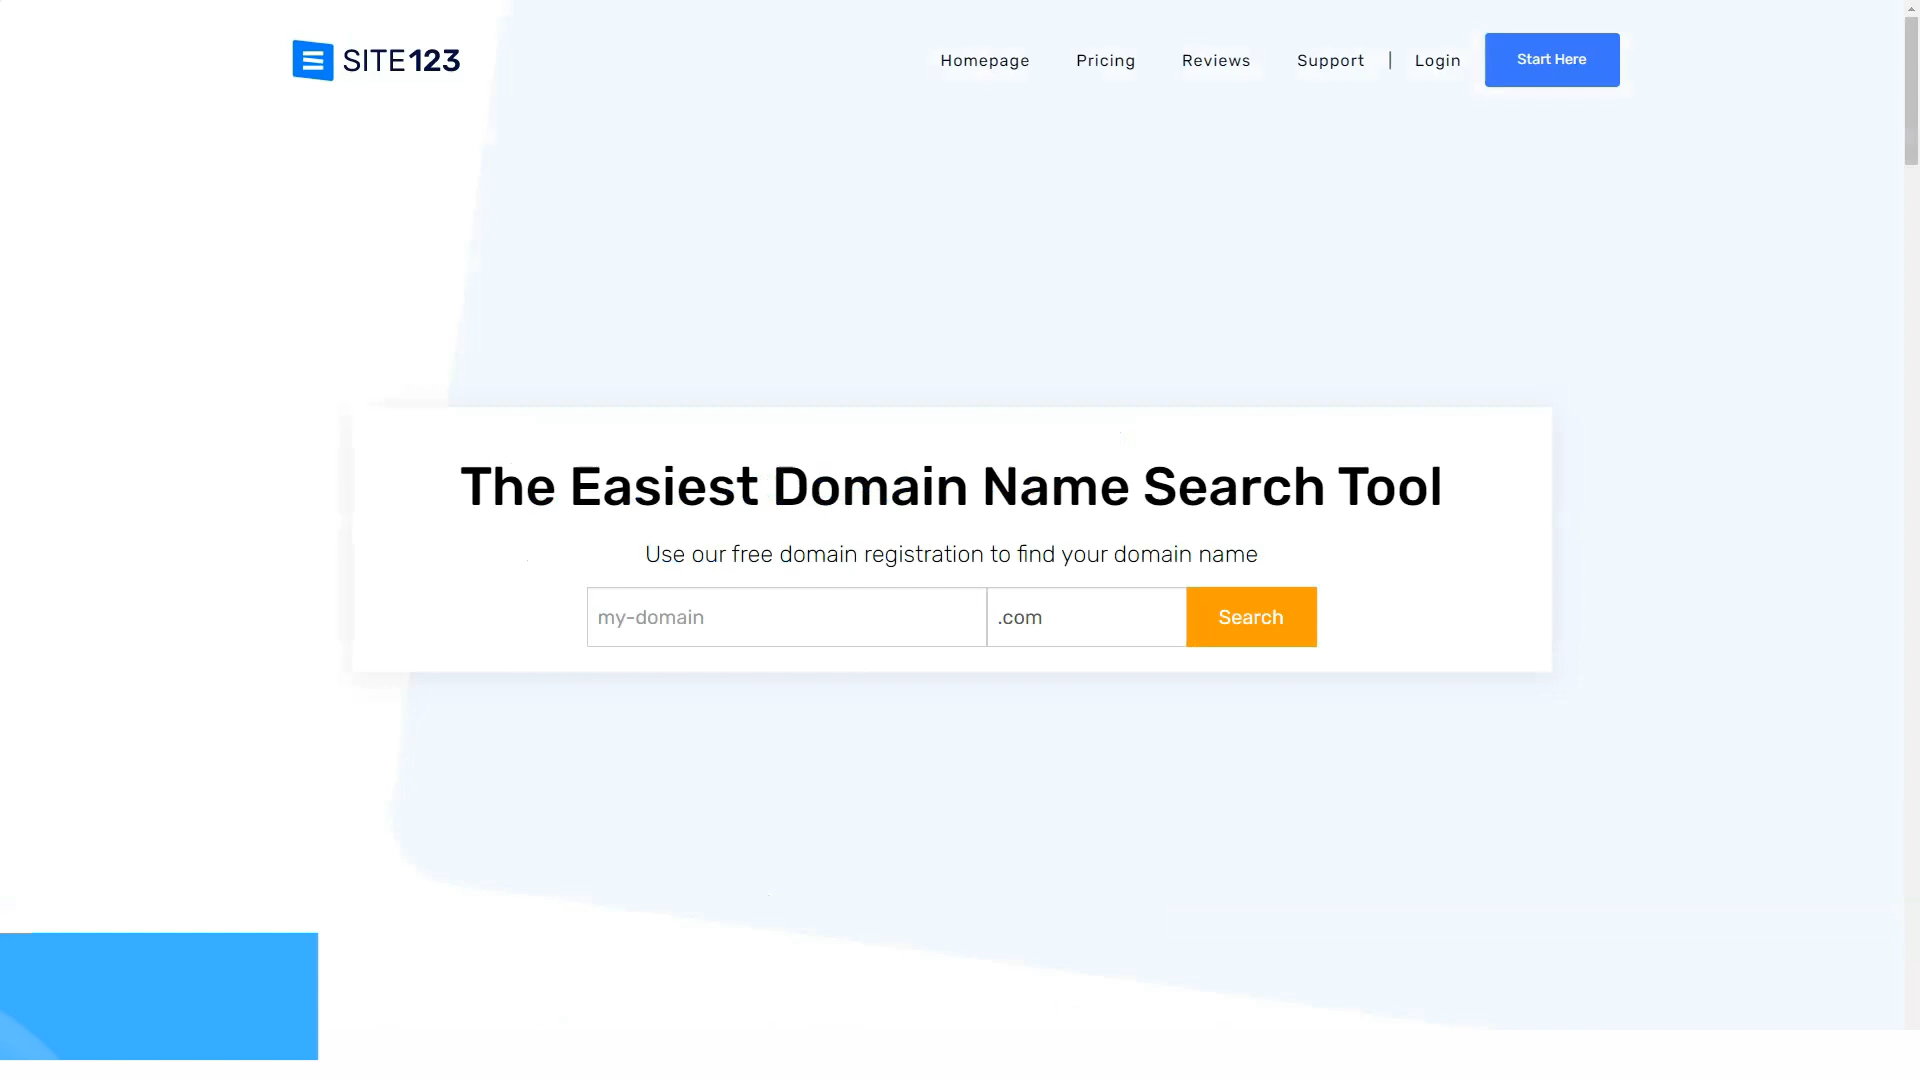 SITE123
Homepage Pricing Reviews Support | Login Start Here
The Easiest Domain Name Search Tool
Use our free domain registration to find your domain name
my-domain .com Search